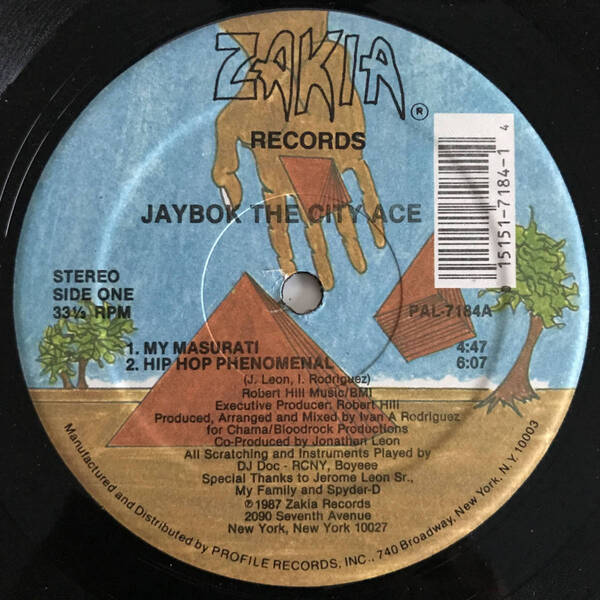 ZAKIA ®
RECORDS
JAYBOK THE CITY ACE
STEREO
SIDE ONE
33⅓ RPM
PAL-7184A
0 15151-7184-1 4
1. MY MASURATI 4:47
2. HIP HOP PHENOMENAL 6:07
(J. Leon, I. Rodriguez)
Robert Hill Music/BMI
Executive Producer: Robert Hill
Produced, Arranged and Mixed by Ivan A Rodriguez
for Chama/Bloodrock Productions
Co-Produced by Jonathan Leon
All Scratching and Instruments Played by
DJ Doc - RCNY, Boyeee
Special Thanks to Jerome Leon Sr.,
My Family and Spyder-D
℗1987 Zakia Records
2090 Seventh Avenue
New York, New York 10027
Manufactured and Distributed by PROFILE RECORDS, INC., 740 Broadway, New York, N.Y. 10003